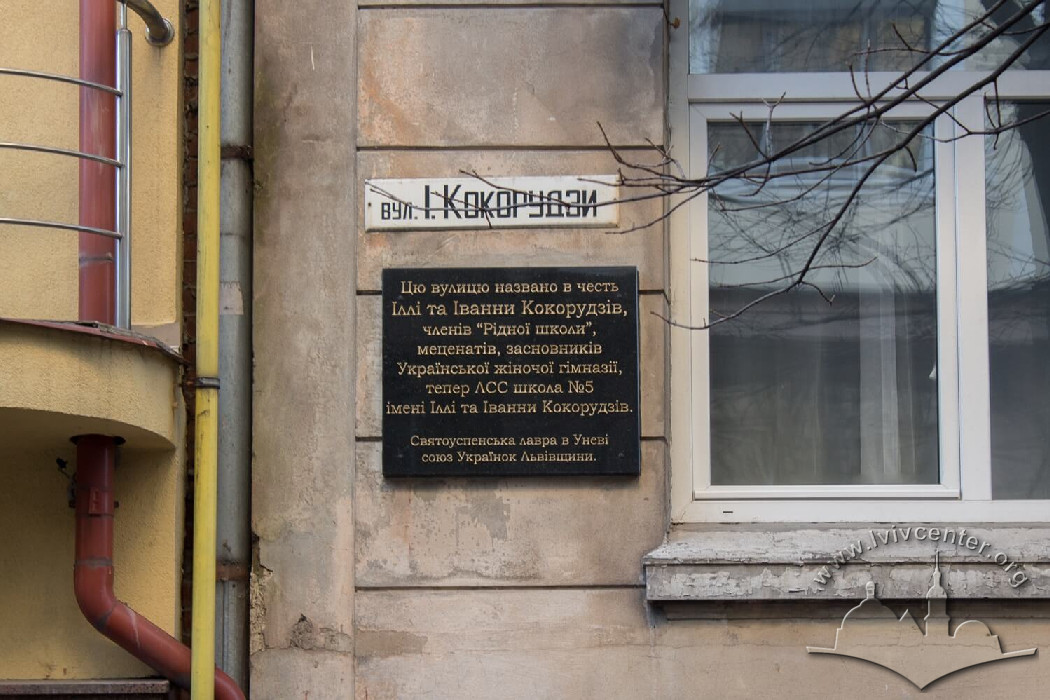 вул. І. Кокорудзи
Цю вулицю названо в честь
Іллі та Іванни Кокорудзів,
членів "Рідної школи",
меценатів, засновників
Української жіночої гімназії,
тепер ЛСС школа №5
імені Іллі та Іванни Кокорудзів.
Святоуспенська лавра в Уневі
союз Українок Львівщини.
www.lvivcenter.org